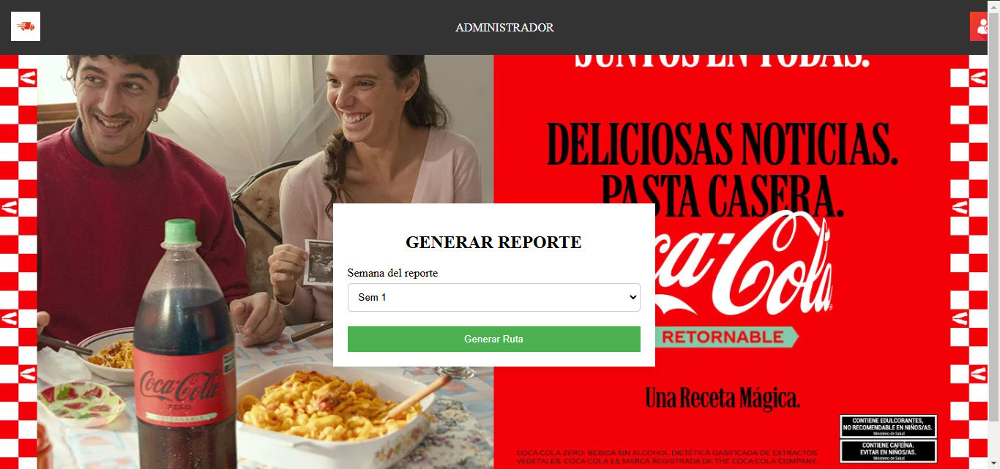 ADMINISTRADOR
JUNTOS EN TODAS.
DELICIOSAS NOTICIAS.
PASTA CASERA.
GENERAR REPORTE
Semana del reporte
Sem 1
Generar Ruta
Coca-Cola
RETORNABLE
Coca-Cola
ZERO
RETORNABLE
Una Receta Mágica.
CONTIENE EDULCORANTES,
NO RECOMENDABLE EN NIÑOS/AS.
Ministerio de Salud
CONTIENE CAFEÍNA.
EVITAR EN NIÑOS/AS.
Ministerio de Salud
COCA-COLA ZERO: BEBIDA SIN ALCOHOL DIETÉTICA GASIFICADA DE EXTRACTOS
VEGETALES. COCA-COLA ES MARCA REGISTRADA DE THE COCA-COLA COMPANY.